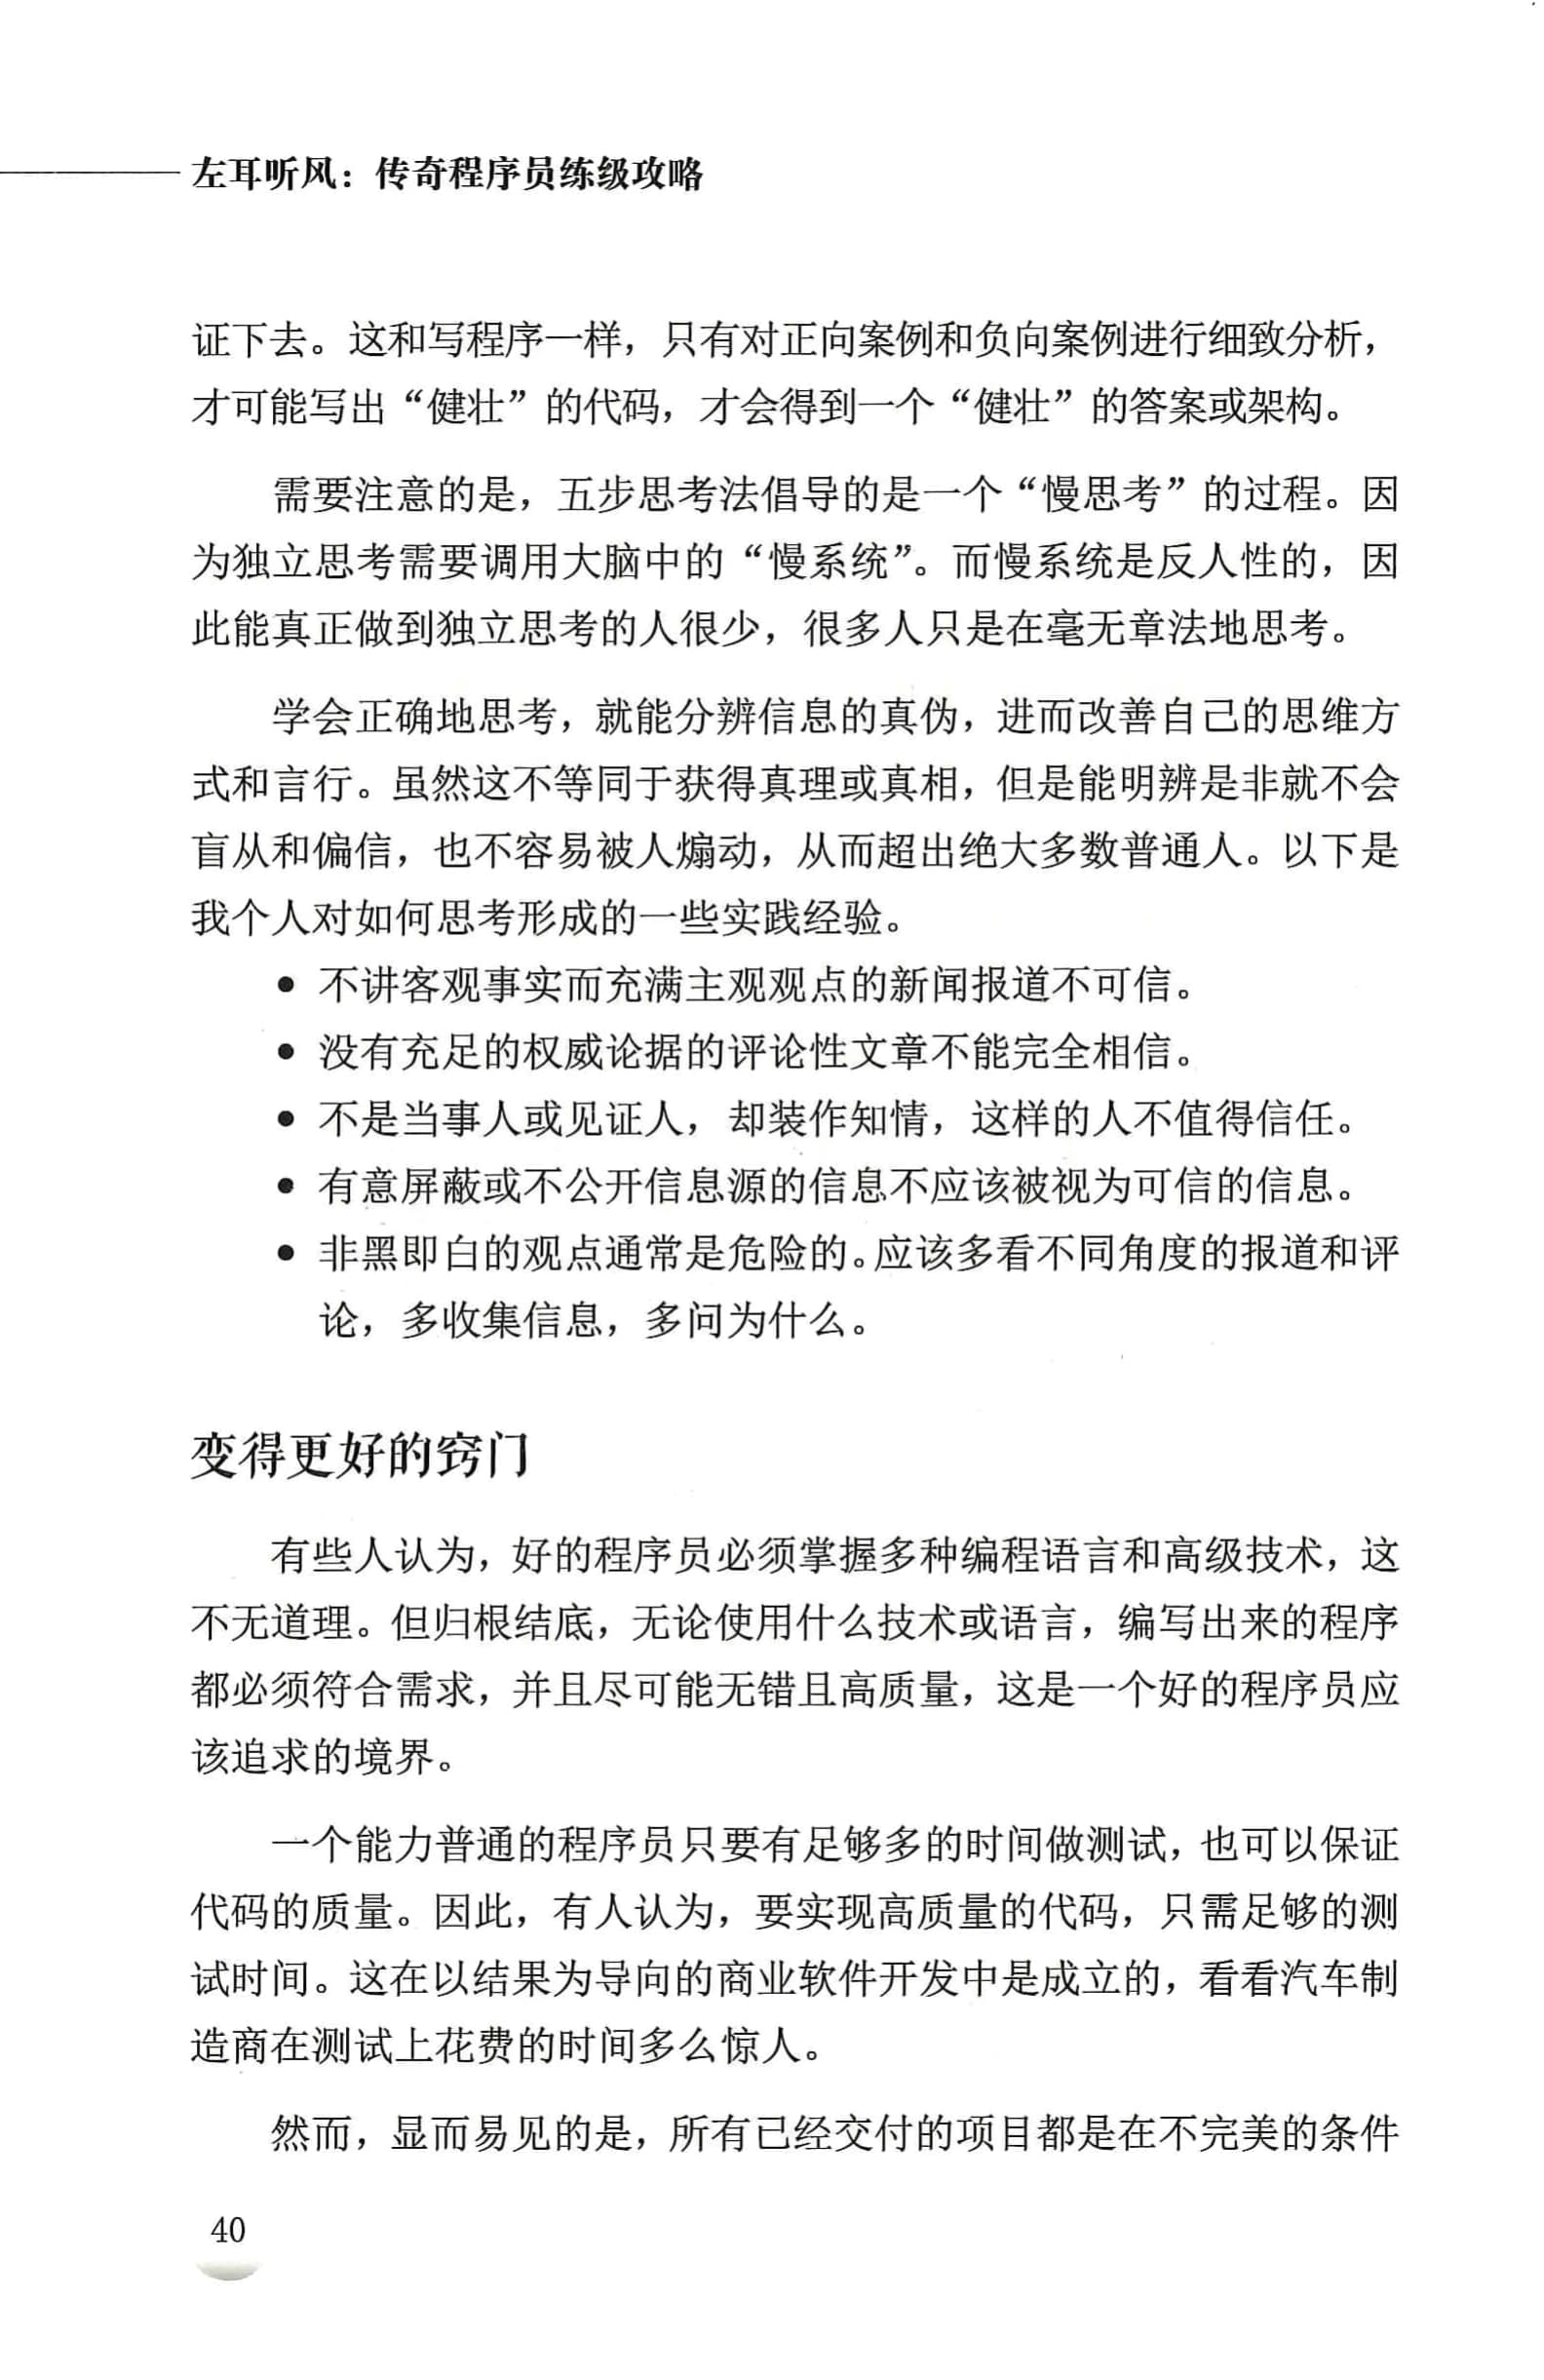 左耳听风：传奇程序员练级攻略
证下去。这和写程序一样，只有对正向案例和负向案例进行细致分析，
才可能写出“健壮”的代码，才会得到一个“健壮”的答案或架构。
需要注意的是，五步思考法倡导的是一个“慢思考”的过程。因
为独立思考需要调用大脑中的“慢系统”。而慢系统是反人性的，因
此能真正做到独立思考的人很少，很多人只是在毫无章法地思考。
学会正确地思考，就能分辨信息的真伪，进而改善自己的思维方
式和言行。虽然这不等同于获得真理或真相，但是能明辨是非就不会
盲从和偏信，也不容易被人煽动，从而超出绝大多数普通人。以下是
我个人对如何思考形成的一些实践经验。
● 不讲客观事实而充满主观观点的新闻报道不可信。
● 没有充足的权威论据的评论性文章不能完全相信。
● 不是当事人或见证人，却装作知情，这样的人不值得信任。
● 有意屏蔽或不公开信息源的信息不应该被视为可信的信息。
● 非黑即白的观点通常是危险的。应该多看不同角度的报道和评
论，多收集信息，多问为什么。
变得更好的窍门
有些人认为，好的程序员必须掌握多种编程语言和高级技术，这
不无道理。但归根结底，无论使用什么技术或语言，编写出来的程序
都必须符合需求，并且尽可能无错且高质量，这是一个好的程序员应
该追求的境界。
一个能力普通的程序员只要有足够多的时间做测试，也可以保证
代码的质量。因此，有人认为，要实现高质量的代码，只需足够的测
试时间。这在以结果为导向的商业软件开发中是成立的，看看汽车制
造商在测试上花费的时间多么惊人。
然而，显而易见的是，所有已经交付的项目都是在不完美的条件
40